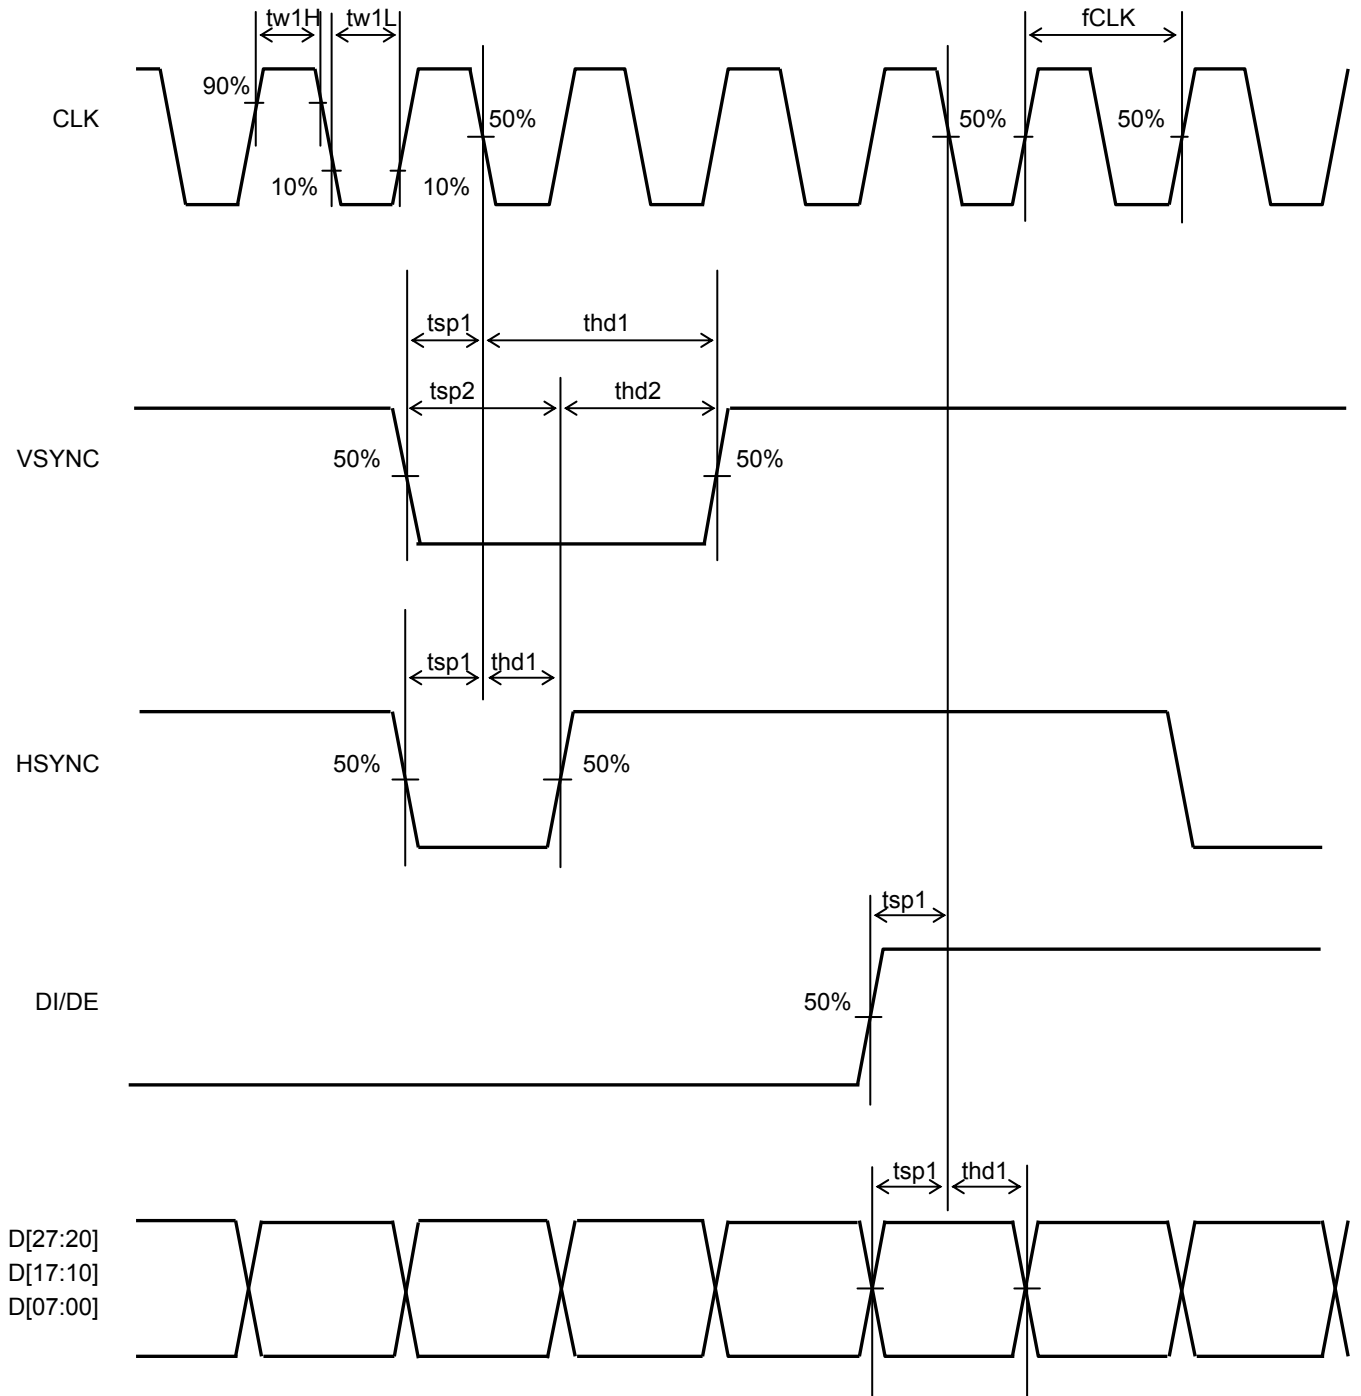 tw1H tw1L fCLK
90%
CLK 50% 50% 50%
10% 10%
tsp1 thd1
tsp2 thd2
VSYNC 50% 50%
tsp1 thd1
HSYNC 50% 50%
tsp1
DI/DE 50%
tsp1 thd1
D[27:20]
D[17:10]
D[07:00]